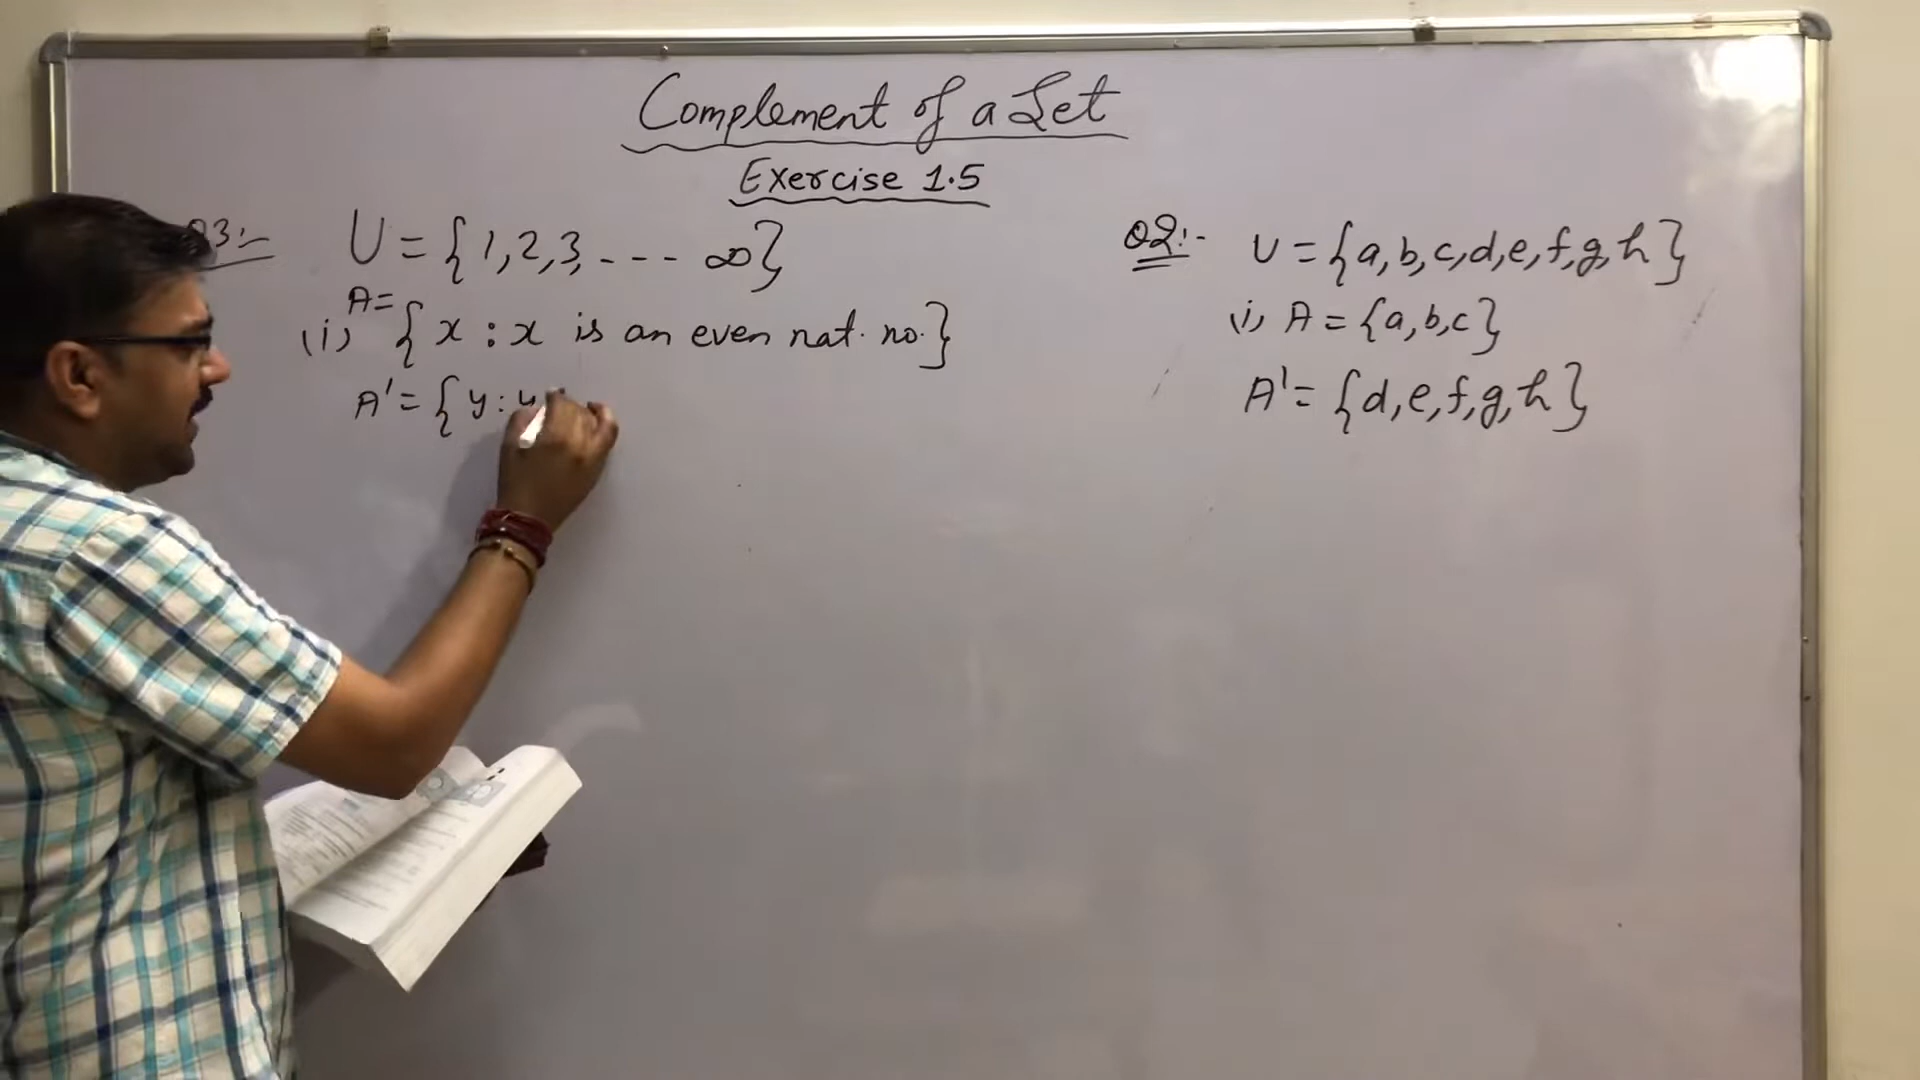 Complement of a Set
Exercise 1.5
Q3:-
U = {1,2,3, - - - ∞}
A=
(i) {x : x is an even nat. no.}
A' = {y : y
Q2:-
U = {a,b,c,d,e,f,g,h}
(i) A = {a,b,c}
A' = {d,e,f,g,h}